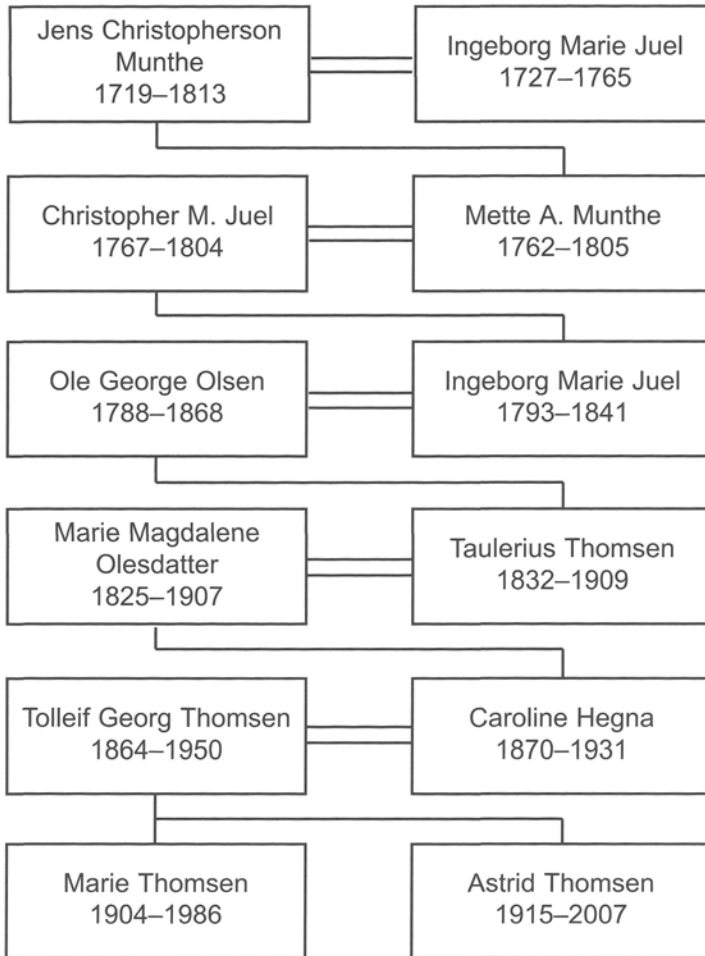 Jens Christopherson
Munthe
1719–1813
Ingeborg Marie Juel
1727–1765
Christopher M. Juel
1767–1804
Mette A. Munthe
1762–1805
Ole George Olsen
1788–1868
Ingeborg Marie Juel
1793–1841
Marie Magdalene
Olesdatter
1825–1907
Taulerius Thomsen
1832–1909
Tolleif Georg Thomsen
1864–1950
Caroline Hegna
1870–1931
Marie Thomsen
1904–1986
Astrid Thomsen
1915–2007